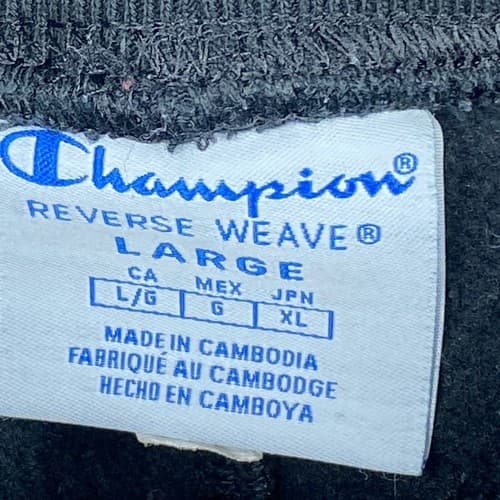 Champion®
REVERSE WEAVE®
LARGE
CA MEX JPN
L/G G XL
MADE IN CAMBODIA
FABRIQUÉ AU CAMBODGE
HECHO EN CAMBOYA